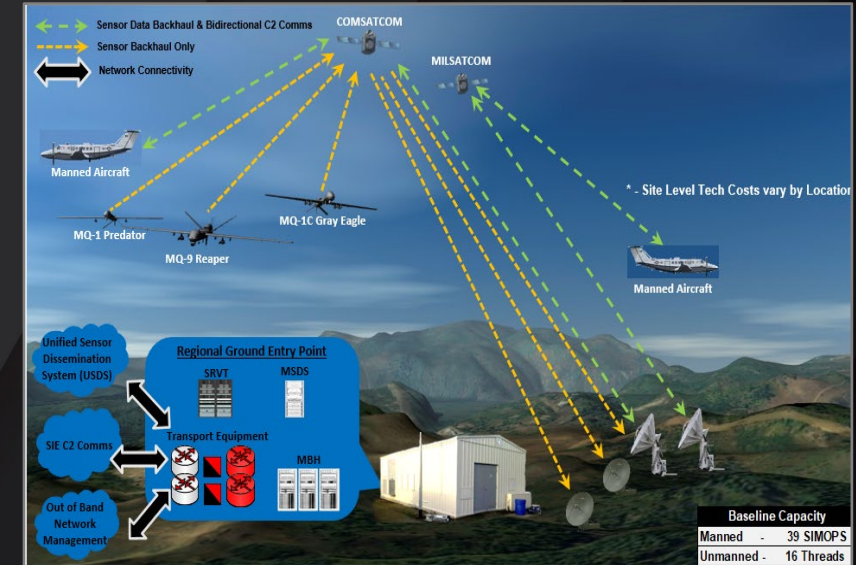 Sensor Data Backhaul & Bidirectional C2 Comms
Sensor Backhaul Only
Network Connectivity
COMSATCOM
MILSATCOM
Manned Aircraft
MQ-1 Predator
MQ-9 Reaper
MQ-1C Gray Eagle
* - Site Level Tech Costs vary by Location
Manned Aircraft
Unified Sensor
Dissemination
System (USDS)
SIE C2 Comms
Out of Band
Network
Management
Regional Ground Entry Point
SRVT
MSDS
Transport Equipment
MBH
Baseline Capacity
Manned - 39 SIMOPS
Unmanned - 16 Threads